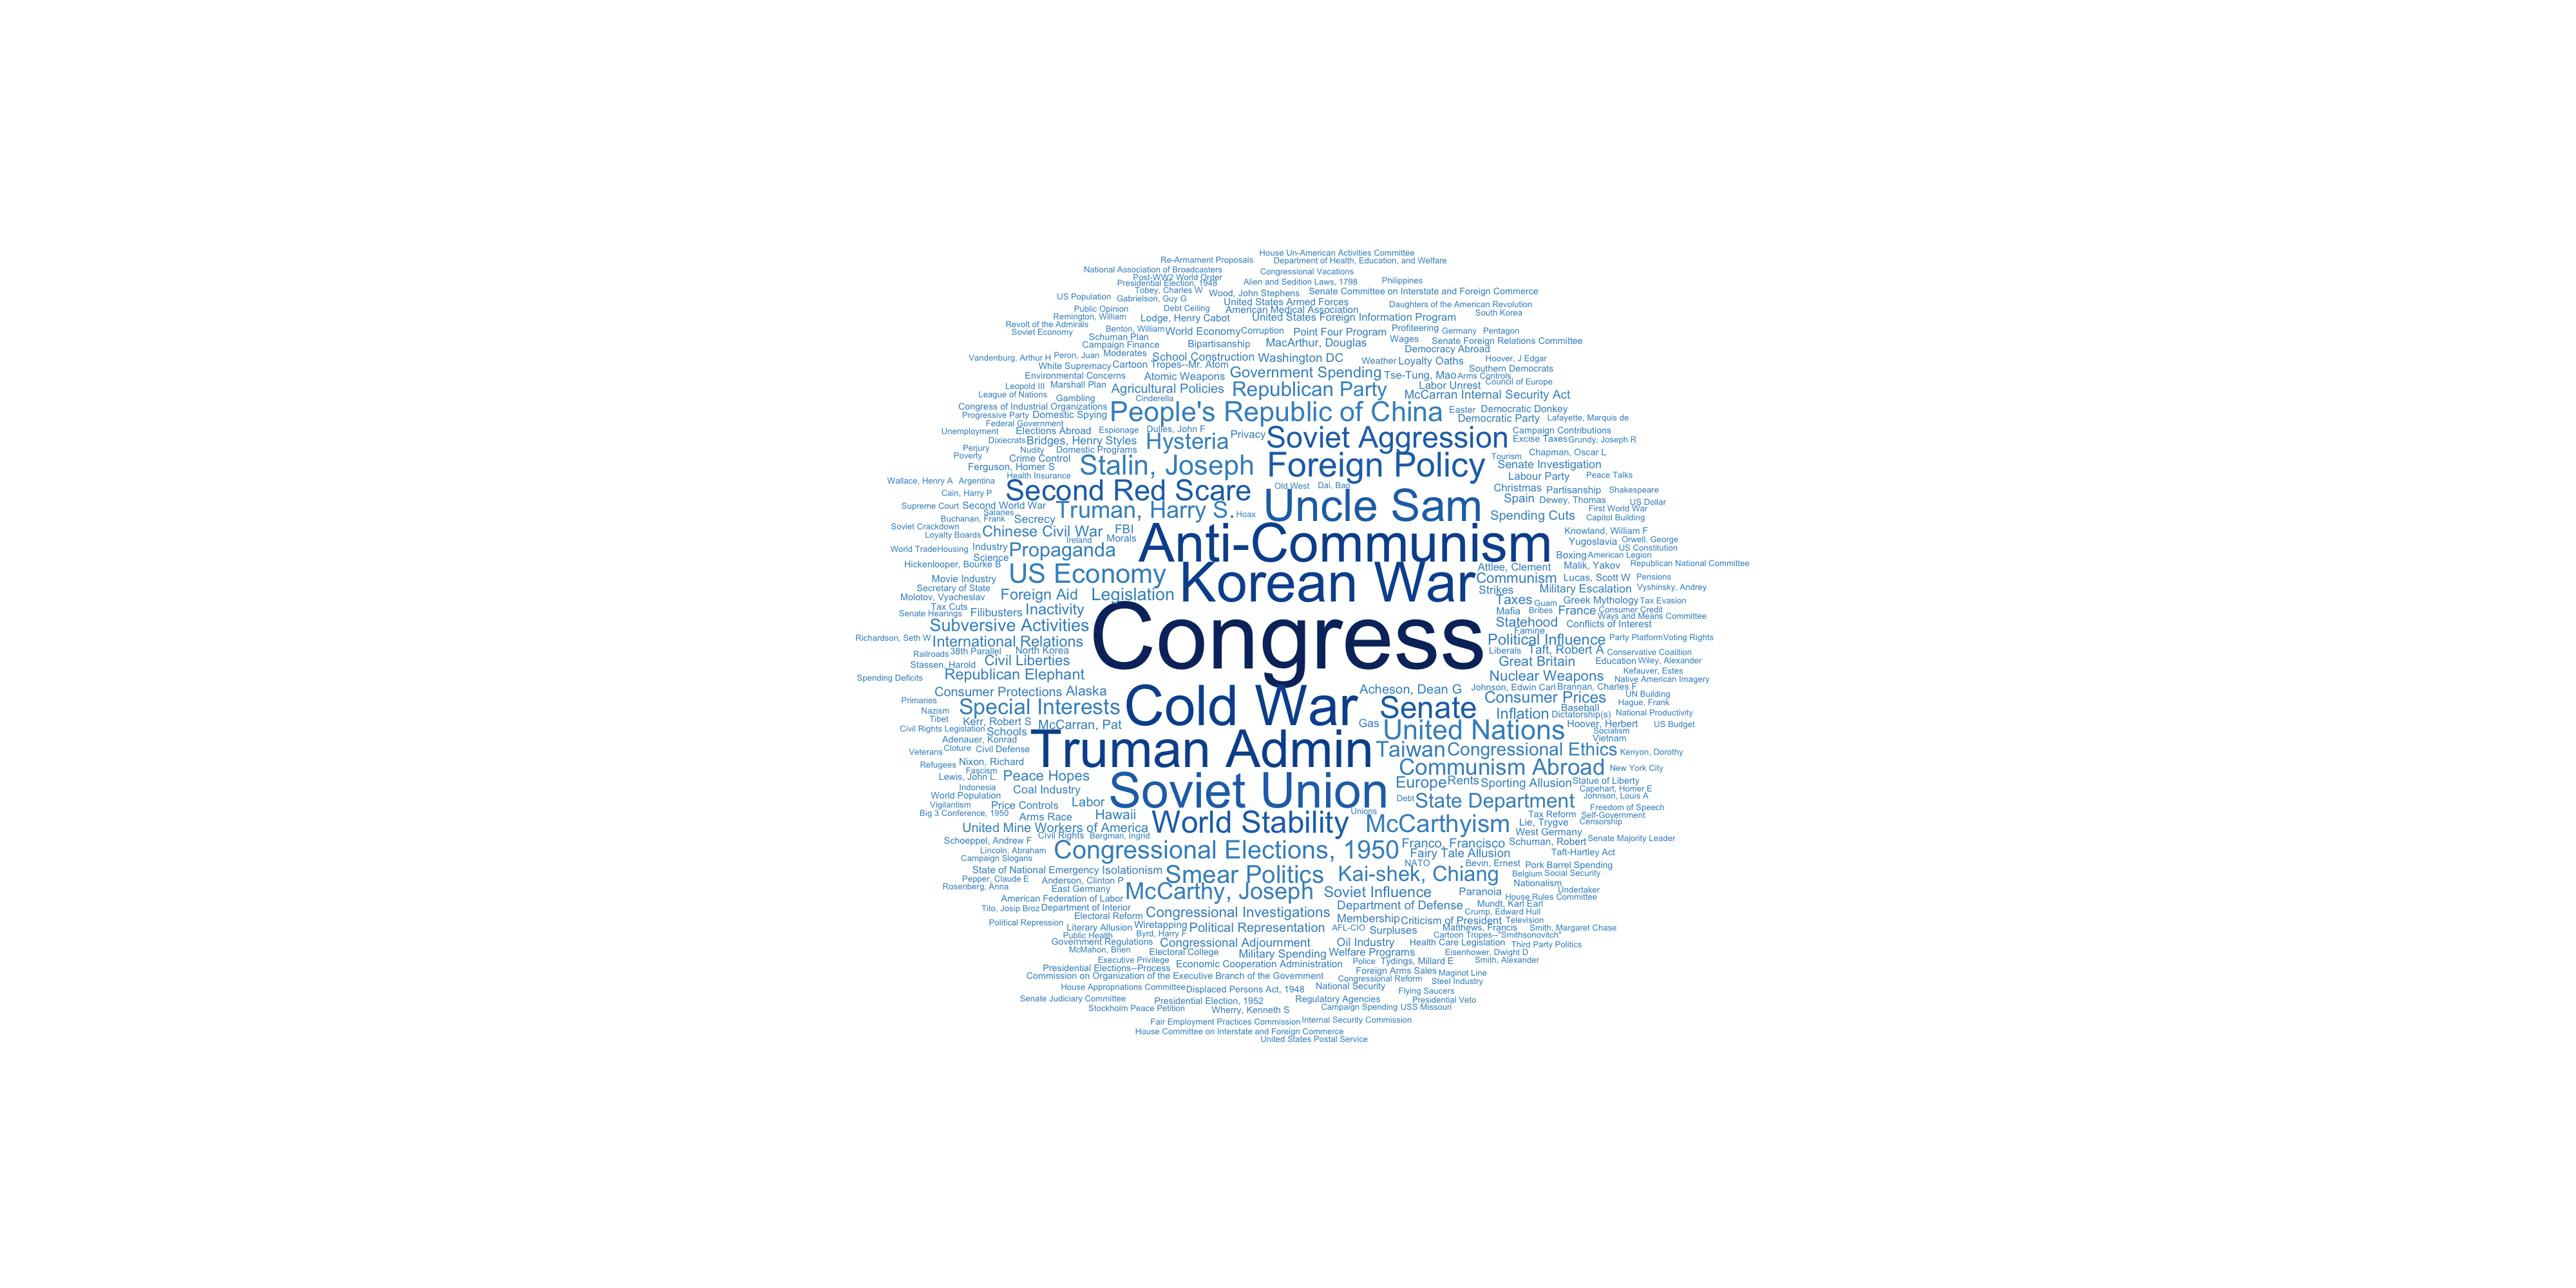 House Un-American Activities Committee
Re-Armament Proposals Department of Health, Education, and Welfare
National Association of Broadcasters Congressional Vacations
Post-WW2 World Order
Presidential Election, 1948 Alien and Sedition Laws, 1798 Philippines
Tobey, Charles W Wood, John Stephens Senate Committee on Interstate and Foreign Commerce
US Population Gabrielson, Guy G United States Armed Forces Daughters of the American Revolution
Public Opinion Debt Ceiling American Medical Association South Korea
Remington, William Lodge, Henry Cabot United States Foreign Information Program
Revolt of the Admirals Benton, William World Economy Corruption Point Four Program Profiteering Germany Pentagon
Soviet Economy Schuman Plan Wages Senate Foreign Relations Committee
Campaign Finance Bipartisanship MacArthur, Douglas Democracy Abroad
Vandenburg, Arthur H Peron, Juan Moderates School Construction Washington DC Weather Loyalty Oaths Hoover, J Edgar
White Supremacy Cartoon Tropes--Mr. Atom Southern Democrats
Environmental Concerns Atomic Weapons Government Spending Tse-Tung, Mao Arms Controls
Leopold III Marshall Plan Agricultural Policies Republican Party Labor Unrest Council of Europe
League of Nations Gambling Cinderella McCarran Internal Security Act
Congress of Industrial Organizations People's Republic of China Easter Democratic Donkey
Progressive Party Domestic Spying Democratic Party Lafayette, Marquis de
Federal Government
Unemployment Elections Abroad Espionage Dulles, John F Privacy Soviet Aggression Campaign Contributions
Dixiecrats Bridges, Henry Styles Hysteria Excise Taxes Grundy, Joseph R
Perjury Nudity Domestic Programs Tourism Chapman, Oscar L
Poverty Crime Control Stalin, Joseph Foreign Policy Senate Investigation
Ferguson, Homer S Health Insurance Labour Party Peace Talks
Wallace, Henry A Argentina Second Red Scare Old West Dai, Bao Christmas Partisanship Shakespeare
Cain, Harry P Uncle Sam Spain Dewey, Thomas US Dollar
Supreme Court Second World War Truman, Harry S. Hoax Spending Cuts First World War
Salaries
Buchanan, Frank Secrecy Capitol Building
Soviet Crackdown Chinese Civil War FBI Anti-Communism Knowland, William F
Loyalty Boards Ireland Morals Yugoslavia Orwell, George
World Trade Housing Industry Propaganda US Constitution
Science Boxing American Legion
Hickenlooper, Bourke B US Economy Korean War Attlee, Clement Malik, Yakov Republican National Committee
Movie Industry Communism Lucas, Scott W Pensions
Secretary of State Foreign Aid Legislation Strikes Military Escalation Vyshinsky, Andrey
Molotov, Vyacheslav Taxes Guam Greek Mythology Tax Evasion
Tax Cuts Filibusters Inactivity Mafia Bribes France Consumer Credit
Senate Hearings Ways and Means Committee
Subversive Activities Congress Statehood Conflicts of Interest
Famine
Richardson, Seth W International Relations Political Influence Party Platform Voting Rights
Railroads 38th Parallel North Korea Liberals Taft, Robert A Conservative Coalition
Stassen, Harold Civil Liberties Great Britain Education Wiley, Alexander
Spending Deficits Republican Elephant Nuclear Weapons Kefauver, Estes
Native American Imagery
Consumer Protections Alaska Cold War Acheson, Dean G Johnson, Edwin Carl Brannan, Charles F
Primaries Special Interests Senate Consumer Prices UN Building
Nazism Baseball Hague, Frank
Tibet Kerr, Robert S McCarran, Pat Gas Inflation Dictatorship(s) National Productivity
Civil Rights Legislation Schools United Nations Hoover, Herbert US Budget
Socialism
Adenauer, Konrad Truman Admin Vietnam
Veterans Cloture Civil Defense Taiwan Congressional Ethics Kenyon, Dorothy
Refugees Nixon, Richard Communism Abroad New York City
Fascism
Lewis, John L. Peace Hopes Soviet Union Europe Rents Sporting Allusion Statue of Liberty
Indonesia Coal Industry Capehart, Homer E
World Population Debt State Department Johnson, Louis A
Vigilantism Price Controls Labor Freedom of Speech
Big 3 Conference, 1950 Arms Race Hawaii Unions Tax Reform Self-Government
United Mine Workers of America World Stability McCarthyism Lie, Trygve Censorship
Civil Rights Bergman, Ingrid West Germany
Schoeppel, Andrew F Franco, Francisco Schuman, Robert Senate Majority Leader
Lincoln, Abraham Congressional Elections, 1950 Fairy Tale Allusion Taft-Hartley Act
Campaign Slogans NATO Bevin, Ernest Pork Barrel Spending
State of National Emergency Isolationism Smear Politics Kai-shek, Chiang Belgium Social Security
Pepper, Claude E Anderson, Clinton P Nationalism
Rosenberg, Anna East Germany McCarthy, Joseph Soviet Influence Paranoia Undertaker
American Federation of Labor House Rules Committee
Tito, Josip Broz Department of Interior Department of Defense Mundt, Karl Earl
Electoral Reform Congressional Investigations Crump, Edward Hull
Political Repression Membership Criticism of President Television
Literary Allusion Wiretapping Political Representation AFL-CIO Surpluses Matthews, Francis Smith, Margaret Chase
Public Health Byrd, Harry F Cartoon Tropes--"Smithsonovitch"
Government Regulations Congressional Adjournment Oil Industry Health Care Legislation Third Party Politics
McMahon, Brien Electoral College Military Spending Welfare Programs Eisenhower, Dwight D
Executive Privilege Economic Cooperation Administration Police Tydings, Millard E Smith, Alexander
Presidential Elections--Process Foreign Arms Sales Maginot Line
Commission on Organization of the Executive Branch of the Government Congressional Reform Steel Industry
House Appropriations Committee Displaced Persons Act, 1948 National Security Flying Saucers
Senate Judiciary Committee Presidential Election, 1952 Regulatory Agencies Presidential Veto
Stockholm Peace Petition Wherry, Kenneth S Campaign Spending USS Missouri
Fair Employment Practices Commission Internal Security Commission
House Committee on Interstate and Foreign Commerce
United States Postal Service